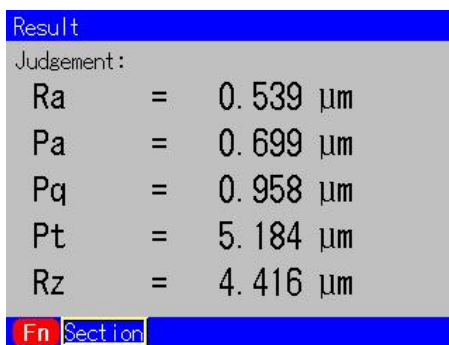 Result
Judgement:
Ra = 0.539 µm
Pa = 0.699 µm
Pq = 0.958 µm
Pt = 5.184 µm
Rz = 4.416 µm
Fn Section